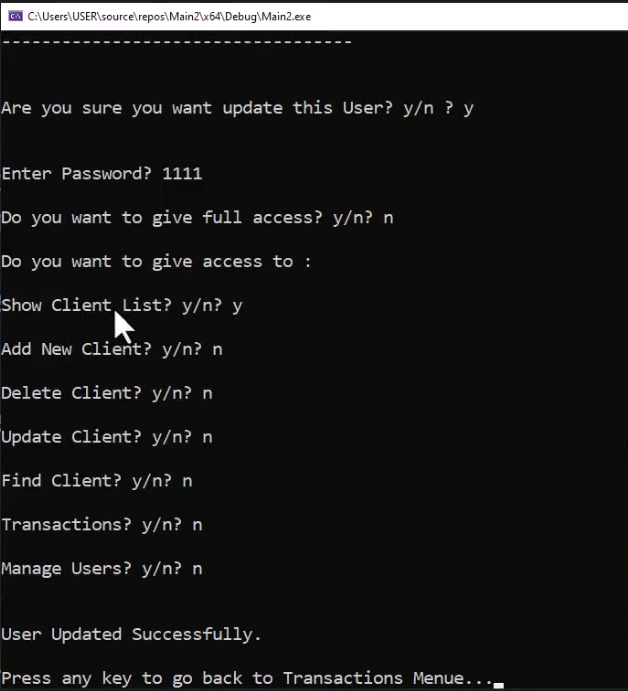 C:\Users\USER\source\repos\Main2\x64\Debug\Main2.exe
-----------------------------------
Are you sure you want update this User? y/n ? y
Enter Password? 1111
Do you want to give full access? y/n? n
Do you want to give access to :
Show Client List? y/n? y
Add New Client? y/n? n
Delete Client? y/n? n
Update Client? y/n? n
Find Client? y/n? n
Transactions? y/n? n
Manage Users? y/n? n
User Updated Successfully.
Press any key to go back to Transactions Menue...